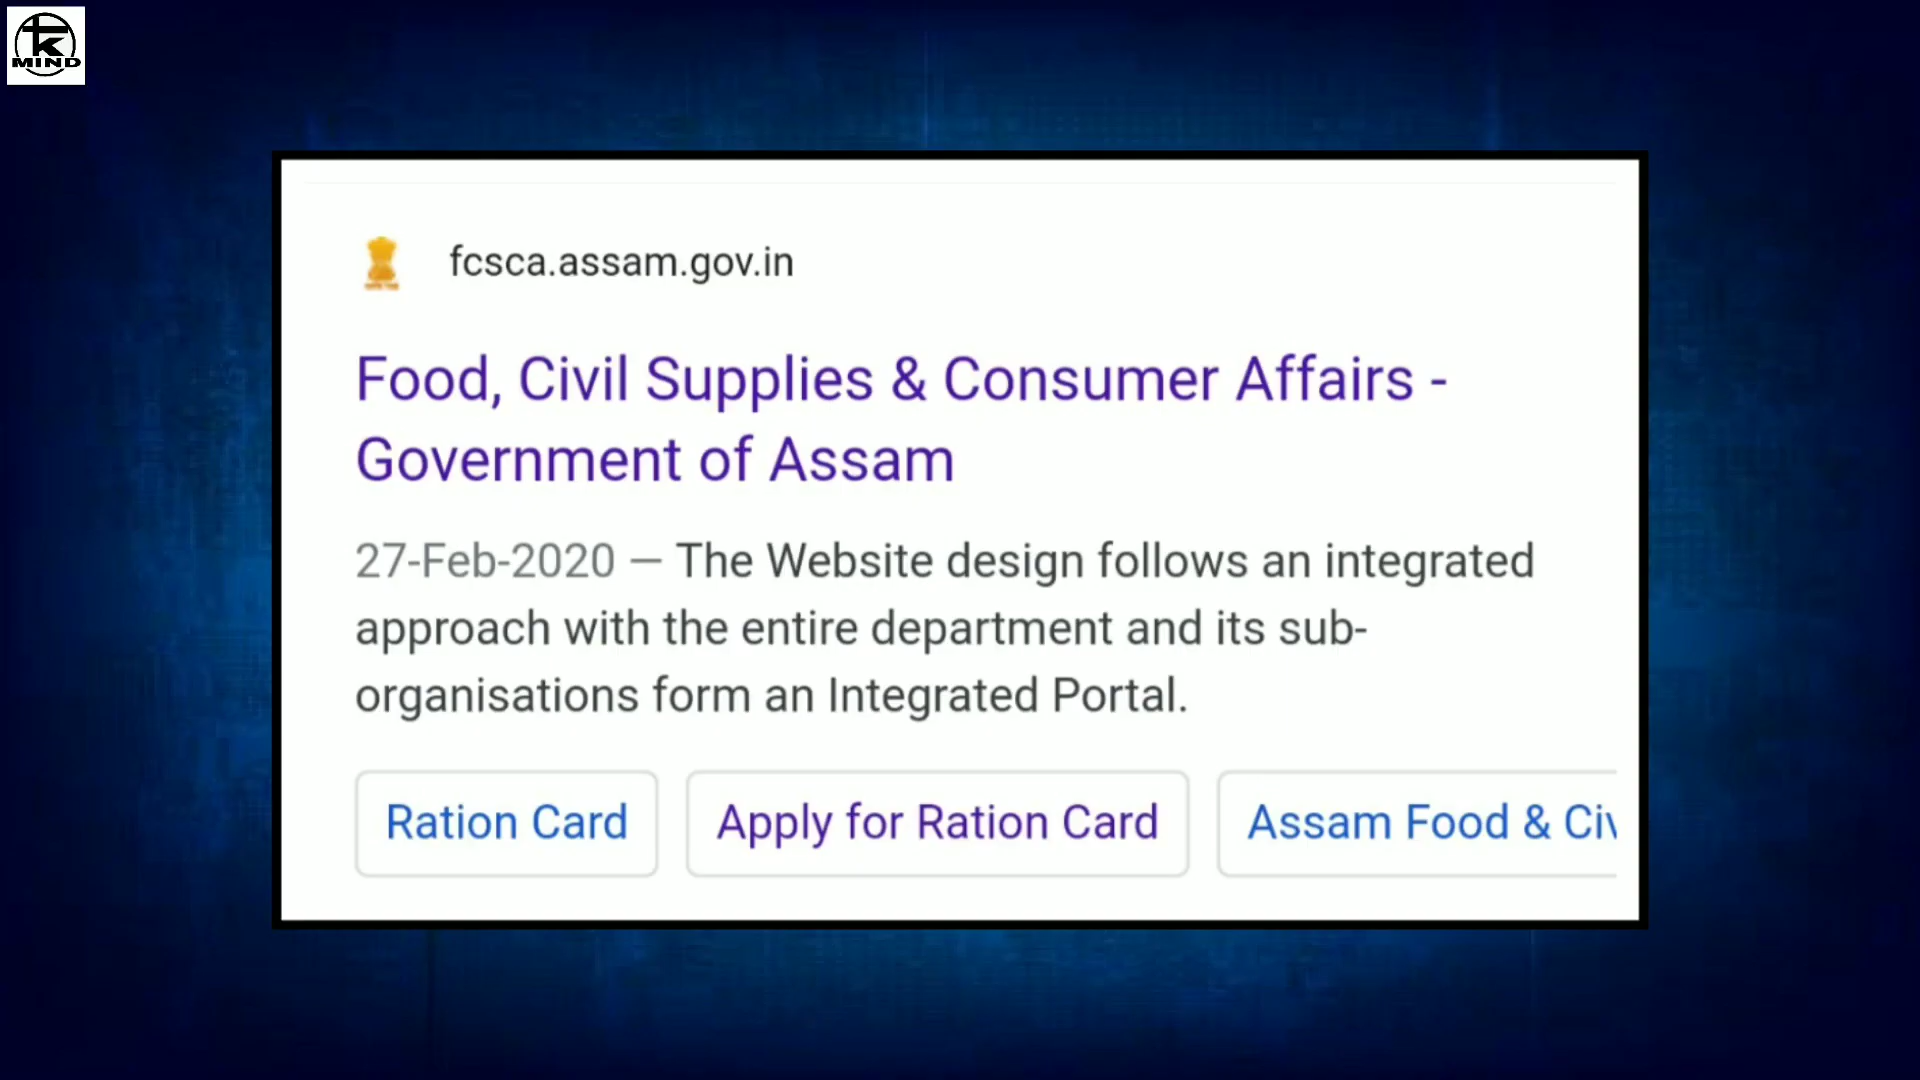 k
MIND
fcsca.assam.gov.in
Food, Civil Supplies & Consumer Affairs -
Government of Assam
27-Feb-2020 — The Website design follows an integrated
approach with the entire department and its sub-
organisations form an Integrated Portal.
Ration Card
Apply for Ration Card
Assam Food & Civ